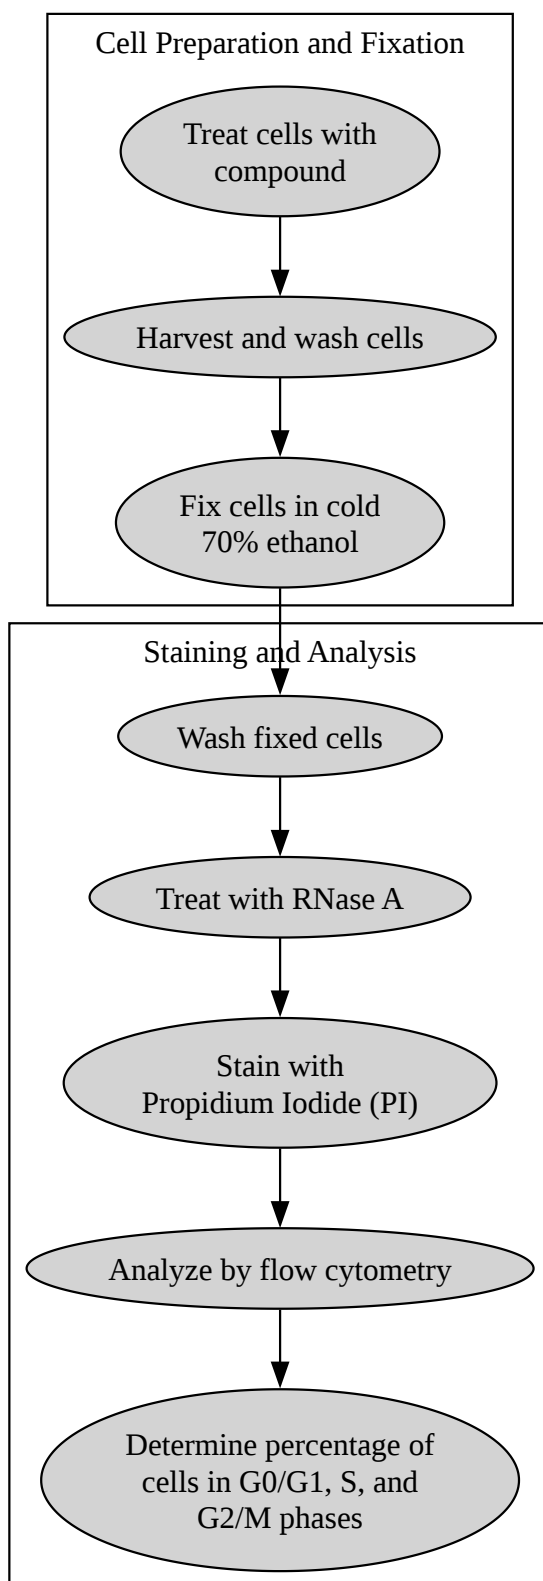 Cell Preparation and Fixation
Treat cells with
compound
Harvest and wash cells
Fix cells in cold
70% ethanol
Staining and Analysis
Wash fixed cells
Treat with RNase A
Stain with
Propidium Iodide (PI)
Analyze by flow cytometry
Determine percentage of
cells in G0/G1, S, and
G2/M phases